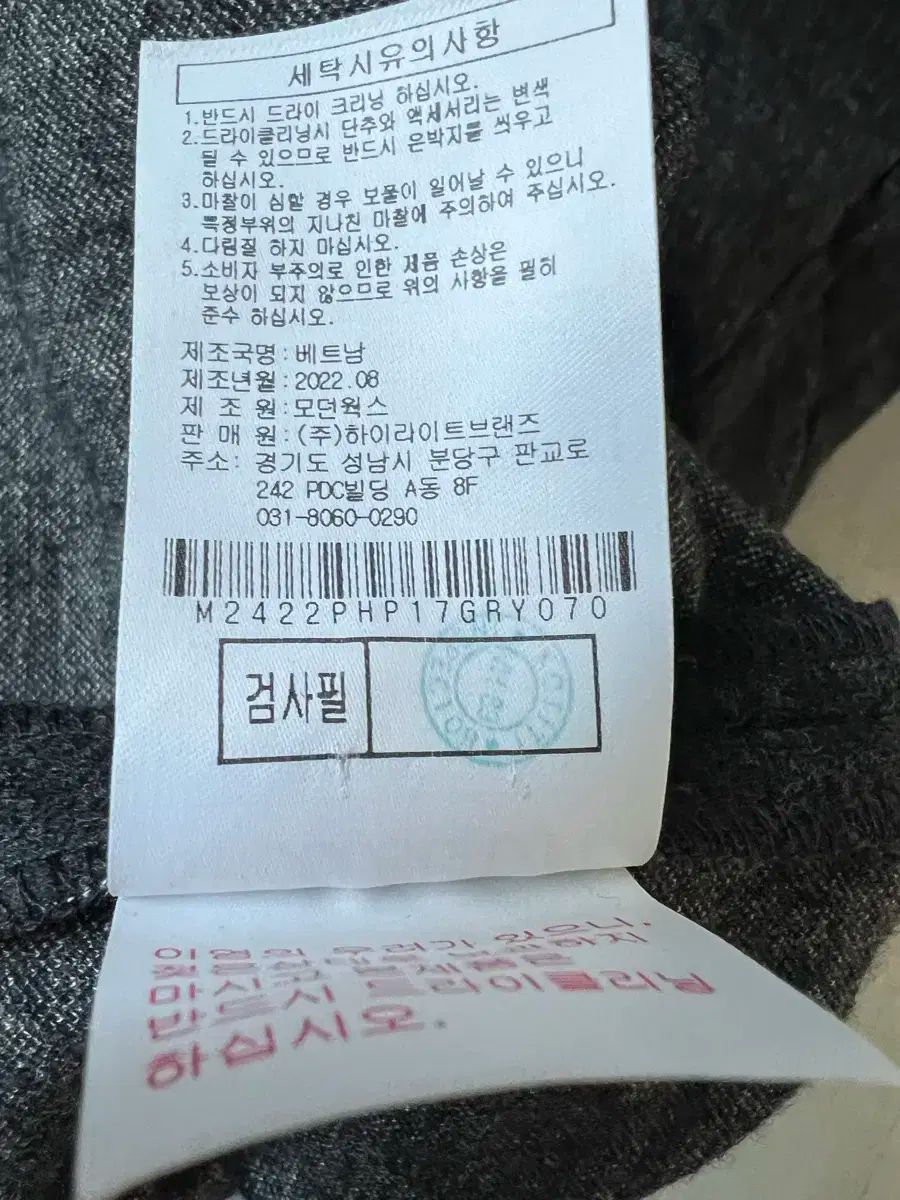 세탁시유의사항
1.반드시 드라이 크리닝 하십시오.
2.드라이클리닝시 단추와 액세서리는 변색
될 수 있으므로 반드시 은박지를 씌우고
하십시오.
3.마찰이 심할 경우 보풀이 일어날 수 있으니
특정부위의 지나친 마찰에 주의하여 주십시오.
4.다림질 하지 마십시오.
5.소비자 부주의로 인한 제품 손상은
보상이 되지 않으므로 위의 사항을 필히
준수 하십시오.
제조국명:베트남
제조년월:2022.08
제 조 원:모던웍스
판 매 원:(주)하이라이트브랜즈
주소: 경기도 성남시 분당구 판교로
242 PDC빌딩 A동 8F
031-8060-0290
M2422PHP17GRY070
검사필
이염의 우려가 있으니,
마시고
반드시 드라이클리닝
하십시오.